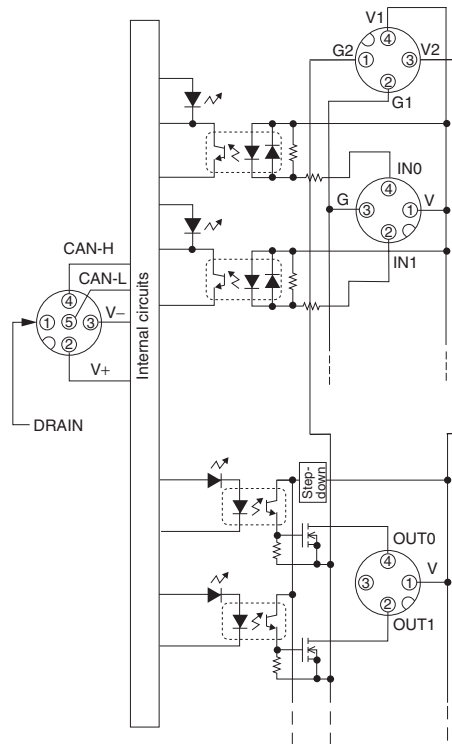 V1
④
G2
①
③
V2
②
G1
IN0
④
G
③
①
V
②
IN1
CAN-H
CAN-L
④
①
⑤
③
V−
②
V+
DRAIN
Internal circuits
Step-
down
OUT0
④
③
①
V
②
OUT1